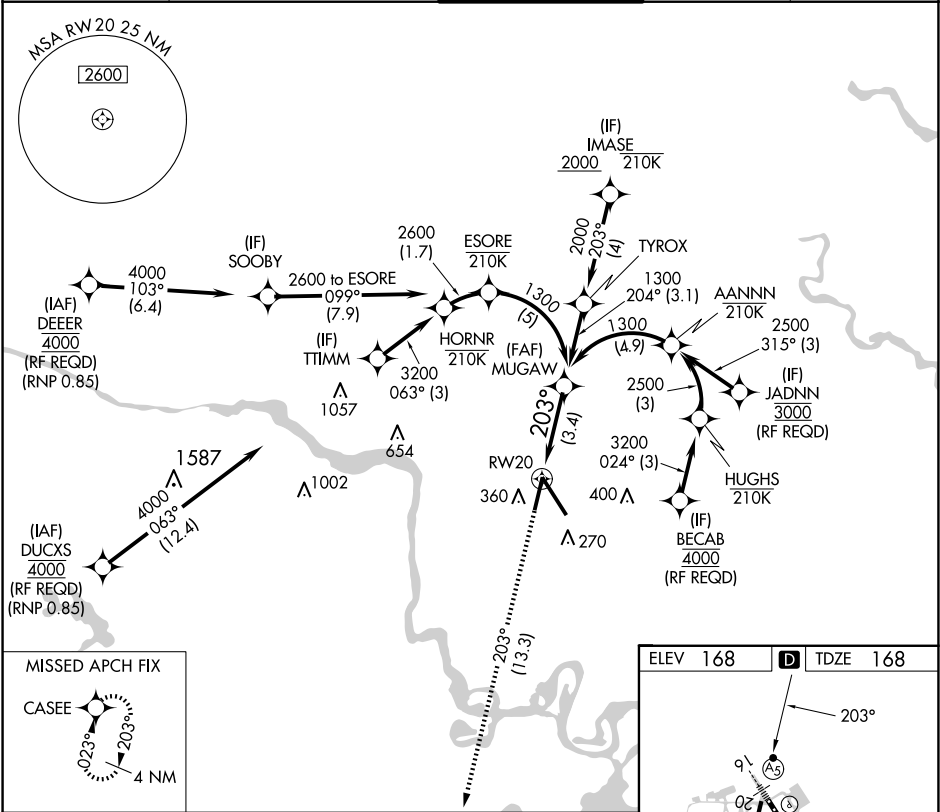 MSA RW20 25 NM
2600
(IF)
IMASE
2000 210K
2000
203°
(4)
TYROX
1300
204° (3.1)
(IF)
SOOBY
2600
(1.7)
ESORE
210K
4000
103°
(6.4)
2600 to ESORE
099°
(7.9)
1300
(5)
(IAF)
DEEER
4000
(RF REQD)
(RNP 0.85)
(IF)
TTIMM
HORNR
210K
3200
063° (3)
(FAF)
MUGAW
1300
(4.9)
AANNN
210K
2500
315° (3)
(IF)
JADNN
3000
(RF REQD)
2500
(3)
1057
654
203°
(3.4)
3200
024° (3)
HUGHS
210K
1587
1002
RW20
360
400
270
(IF)
BECAB
4000
(RF REQD)
4000
063°
(12.4)
(IAF)
DUCXS
4000
(RF REQD)
(RNP 0.85)
203°
(13.3)
MISSED APCH FIX
CASEE
023°
203°
4 NM
ELEV 168 D TDZE 168
203°
A5
16
20
P